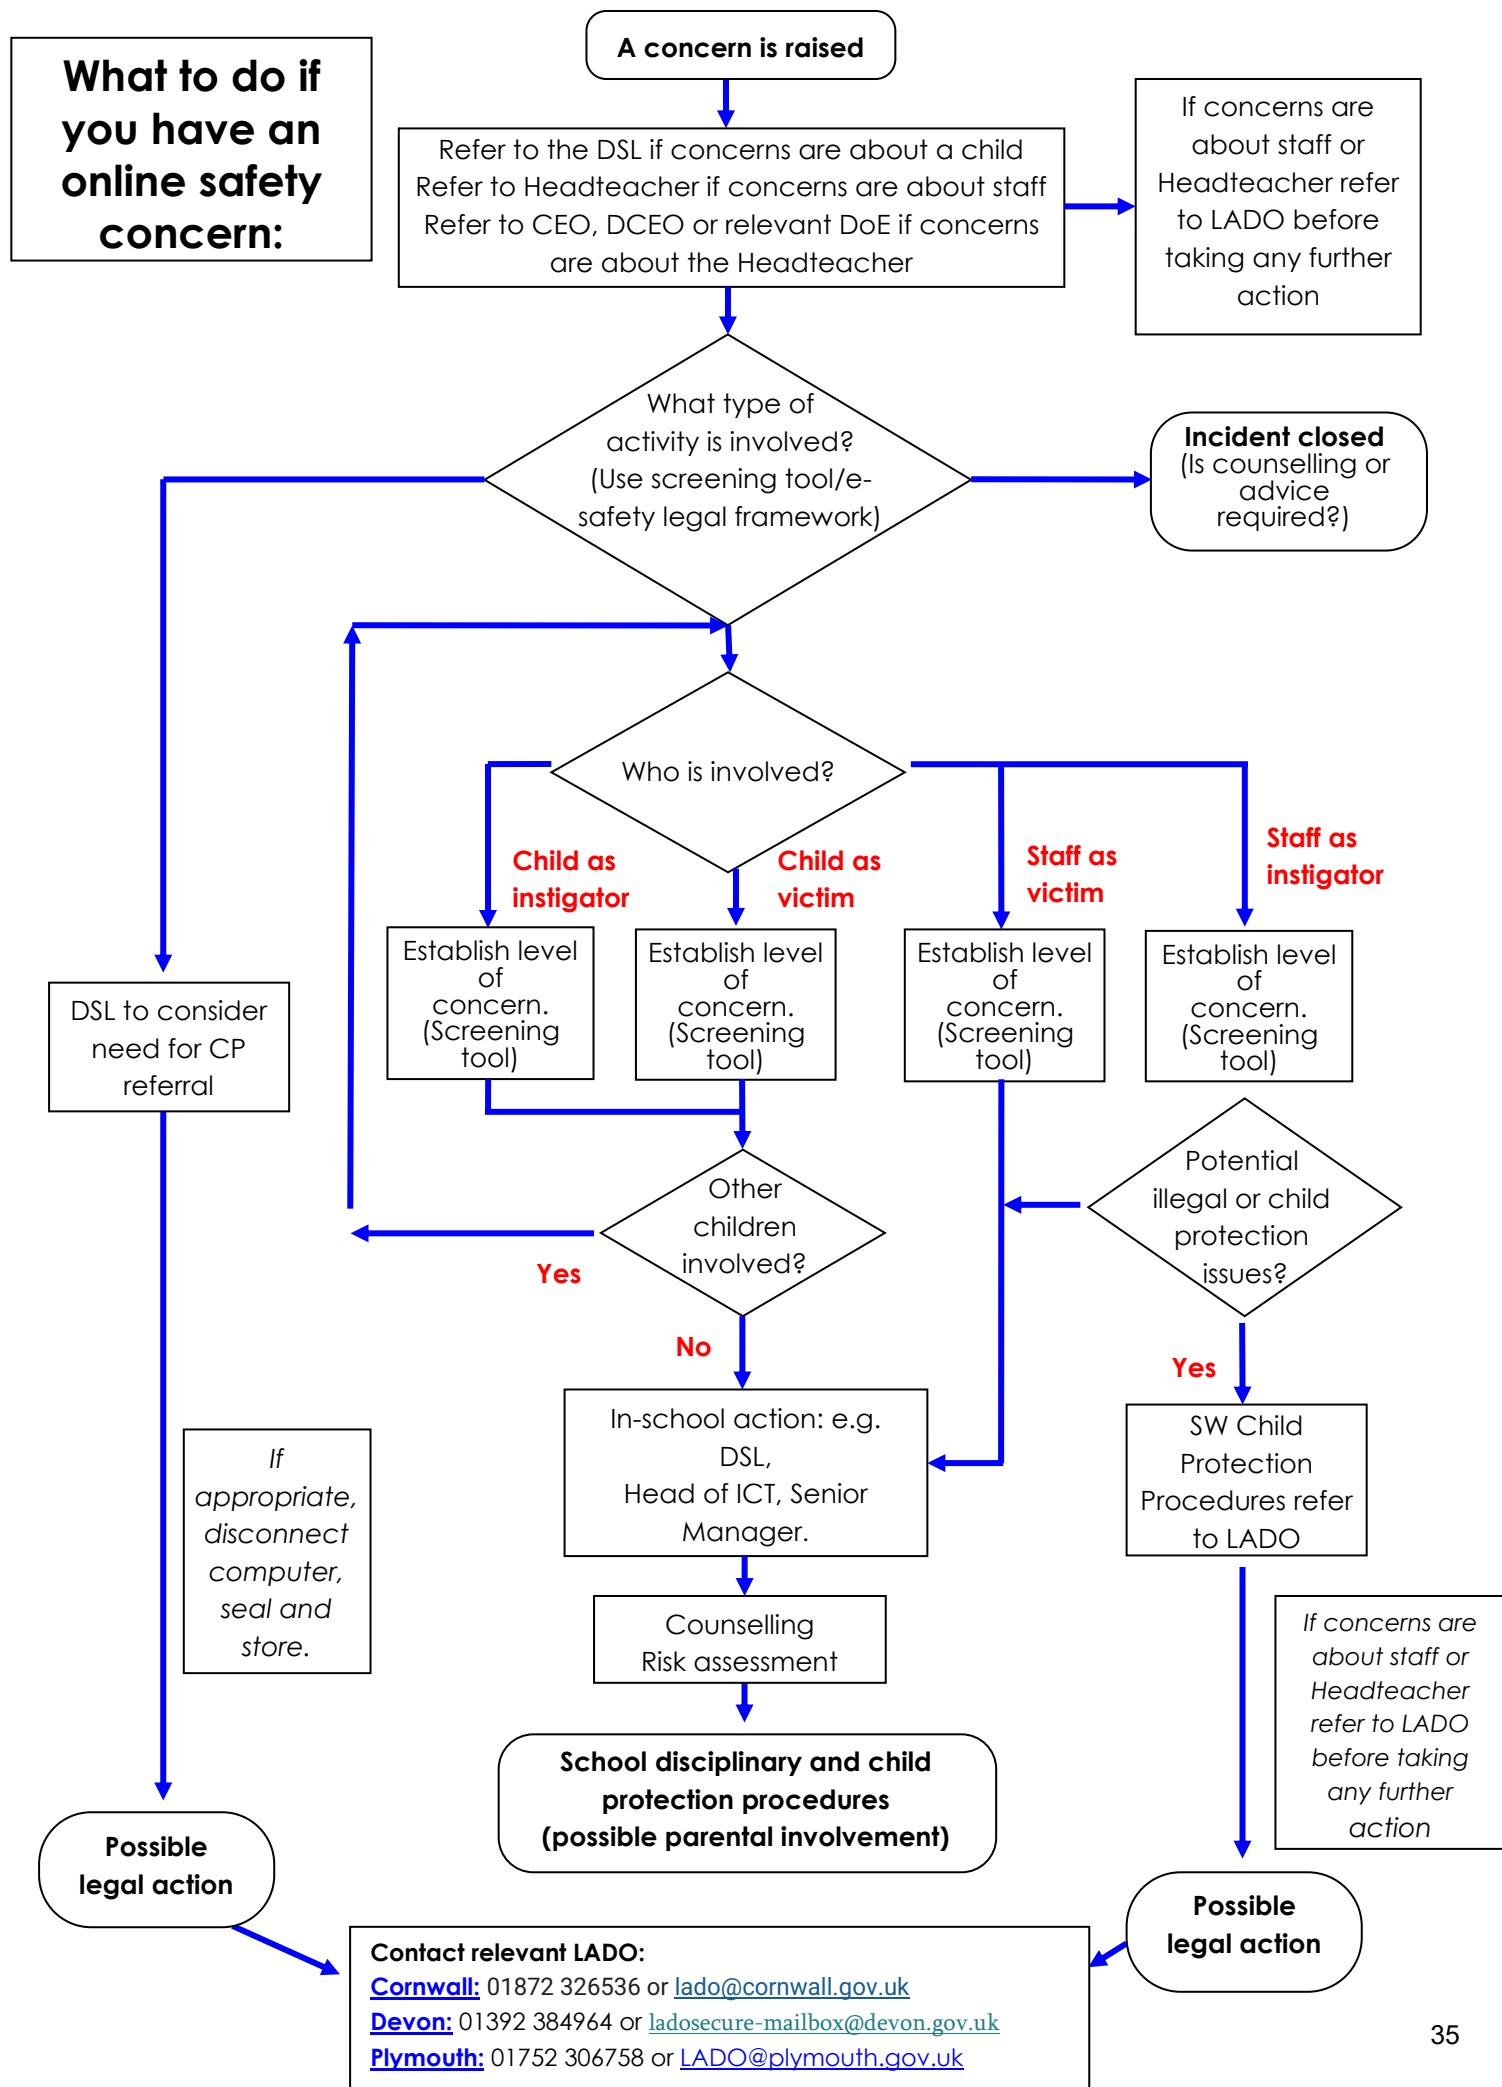 What to do if
you have an
online safety
concern:
A concern is raised
Refer to the DSL if concerns are about a child
Refer to Headteacher if concerns are about staff
Refer to CEO, DCEO or relevant DoE if concerns
are about the Headteacher
If concerns are
about staff or
Headteacher refer
to LADO before
taking any further
action
What type of
activity is involved?
(Use screening tool/e-
safety legal framework)
Incident closed
(Is counselling or
advice
required?)
Who is involved?
Child as
instigator
Child as
victim
Staff as
victim
Staff as
instigator
Establish level
of
concern.
(Screening
tool)
Establish level
of
concern.
(Screening
tool)
Establish level
of
concern.
(Screening
tool)
Establish level
of
concern.
(Screening
tool)
DSL to consider
need for CP
referral
Other
children
involved?
Yes
No
Potential
illegal or child
protection
issues?
Yes
In-school action: e.g.
DSL,
Head of ICT, Senior
Manager.
SW Child
Protection
Procedures refer
to LADO
If
appropriate,
disconnect
computer,
seal and
store.
Counselling
Risk assessment
If concerns are
about staff or
Headteacher
refer to LADO
before taking
any further
action
School disciplinary and child
protection procedures
(possible parental involvement)
Possible
legal action
Possible
legal action
Contact relevant LADO:
Cornwall: 01872 326536 or lado@cornwall.gov.uk
Devon: 01392 384964 or ladosecure-mailbox@devon.gov.uk
Plymouth: 01752 306758 or LADO@plymouth.gov.uk
35